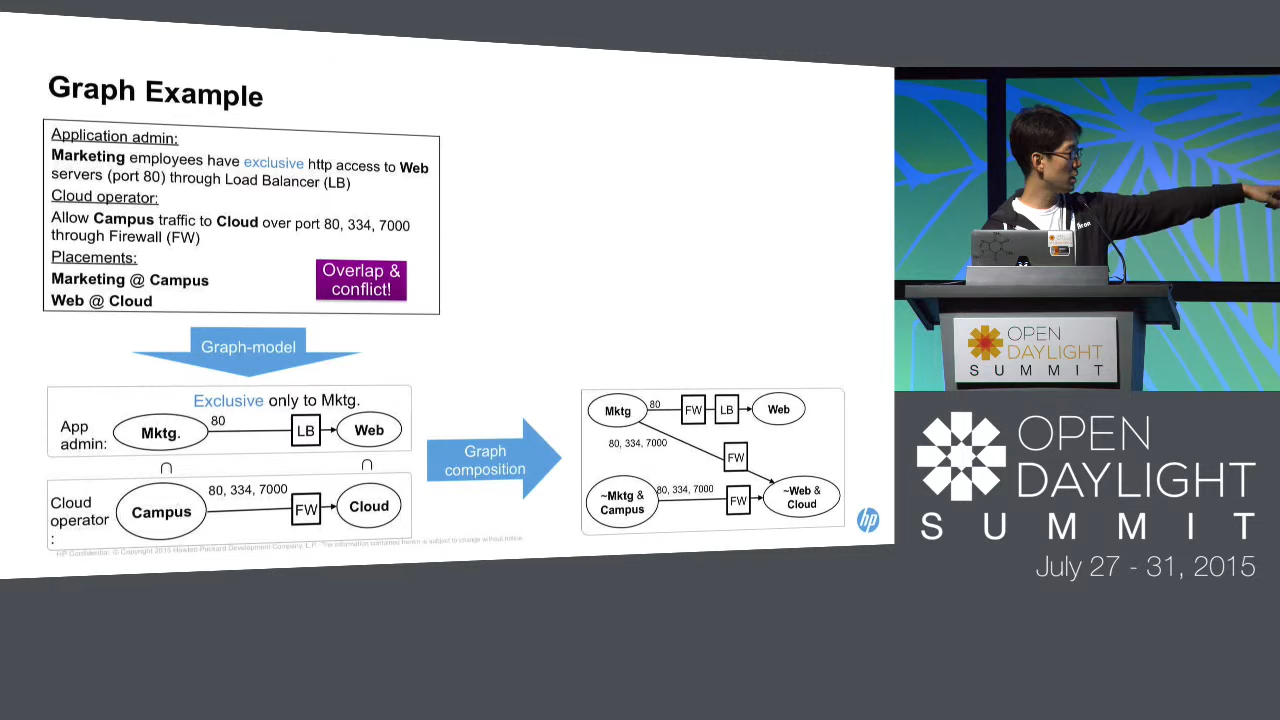 Graph Example
Application admin:
Marketing employees have exclusive http access to Web
servers (port 80) through Load Balancer (LB)
Cloud operator:
Allow Campus traffic to Cloud over port 80, 334, 7000
through Firewall (FW)
Placements:
Marketing @ Campus
Web @ Cloud
Overlap &
conflict!
Graph-model
Exclusive only to Mktg.
App
admin:
Mktg.
80
LB
Web
∩
∩
Cloud
operator
:
Campus
80, 334, 7000
FW
Cloud
Graph
composition
Mktg
80
FW
LB
Web
80, 334, 7000
FW
~Mktg &
Campus
80, 334, 7000
FW
~Web &
Cloud
HP Confidential. © Copyright 2015 Hewlett-Packard Development Company, L.P. The information contained herein is subject to change without notice.
hp
OPEN
DAYLIGHT
SUMMIT
OPEN
DAYLIGHT
SUMMIT
July 27 - 31, 2015